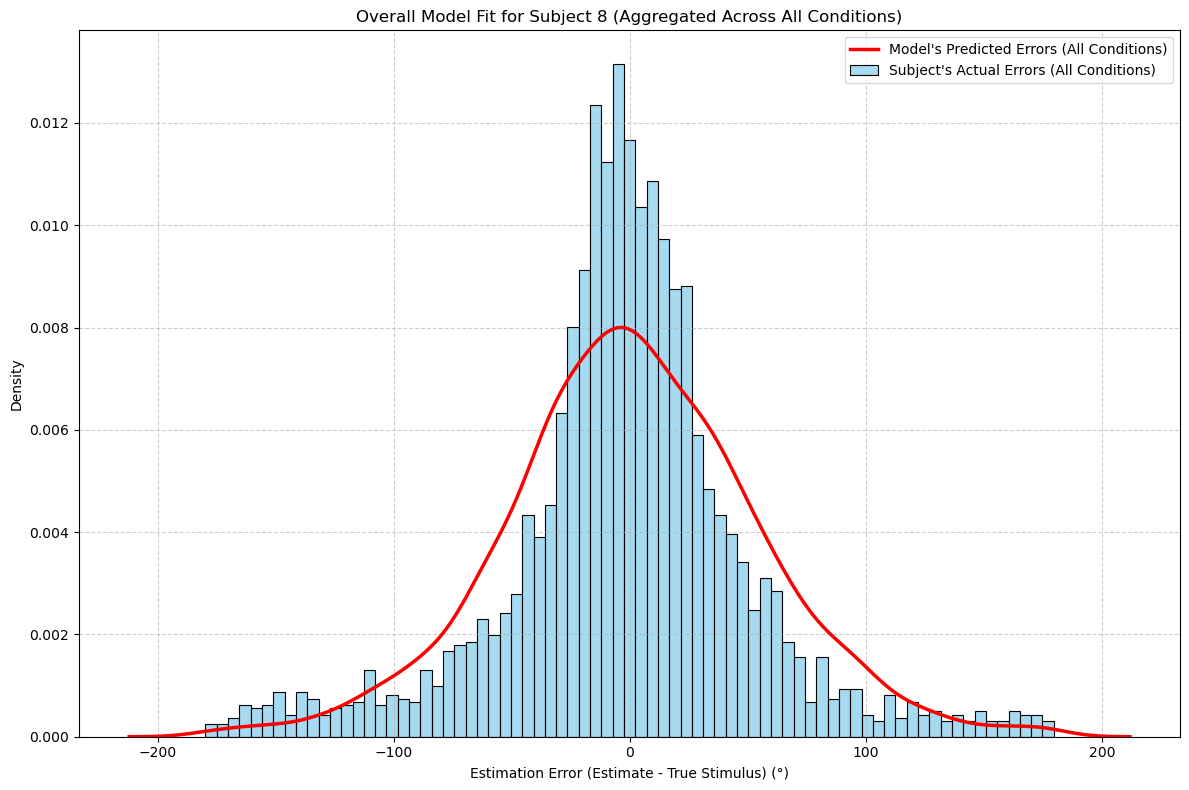 Overall Model Fit for Subject 8 (Aggregated Across All Conditions)
Model's Predicted Errors (All Conditions)
Subject's Actual Errors (All Conditions)
Density
0.012
0.010
0.008
0.006
0.004
0.002
0.000
−200
−100
0
100
200
Estimation Error (Estimate - True Stimulus) (°)